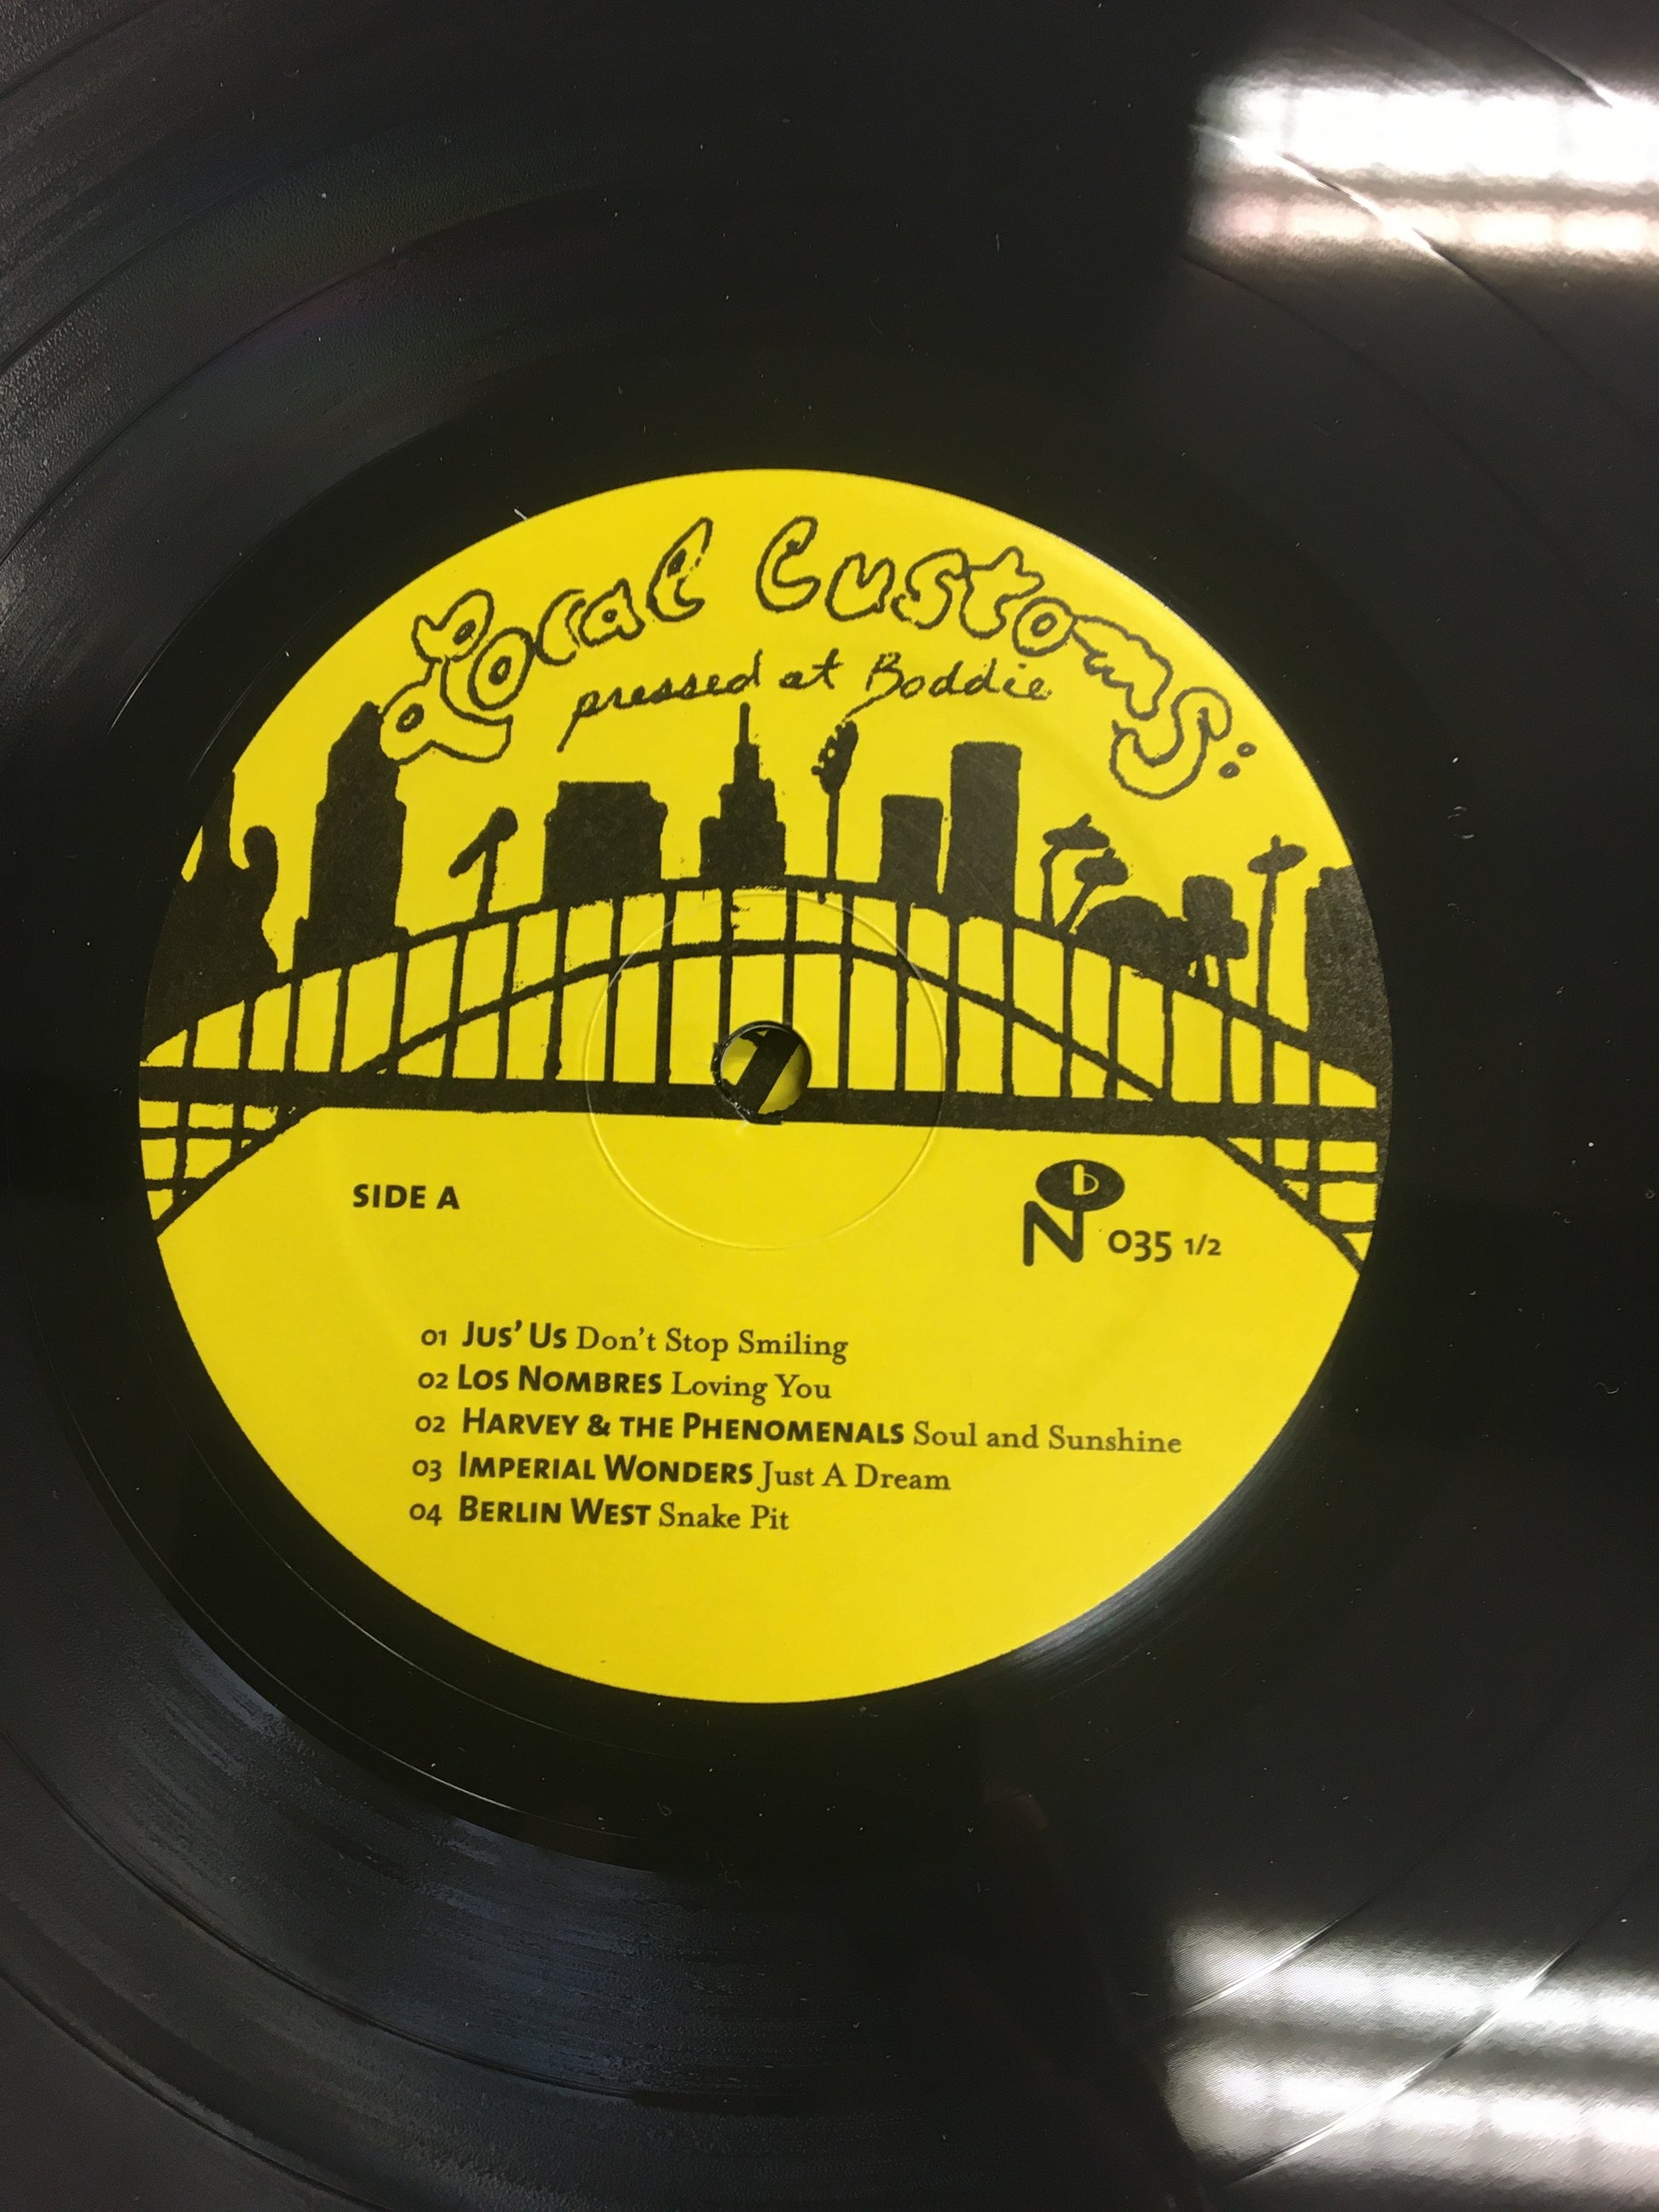 Local Customs:
pressed at Boddie
SIDE A
Nb 035 1/2
01 Jus' Us Don't Stop Smiling
02 Los Nombres Loving You
02 Harvey & the Phenomenals Soul and Sunshine
03 Imperial Wonders Just A Dream
04 Berlin West Snake Pit